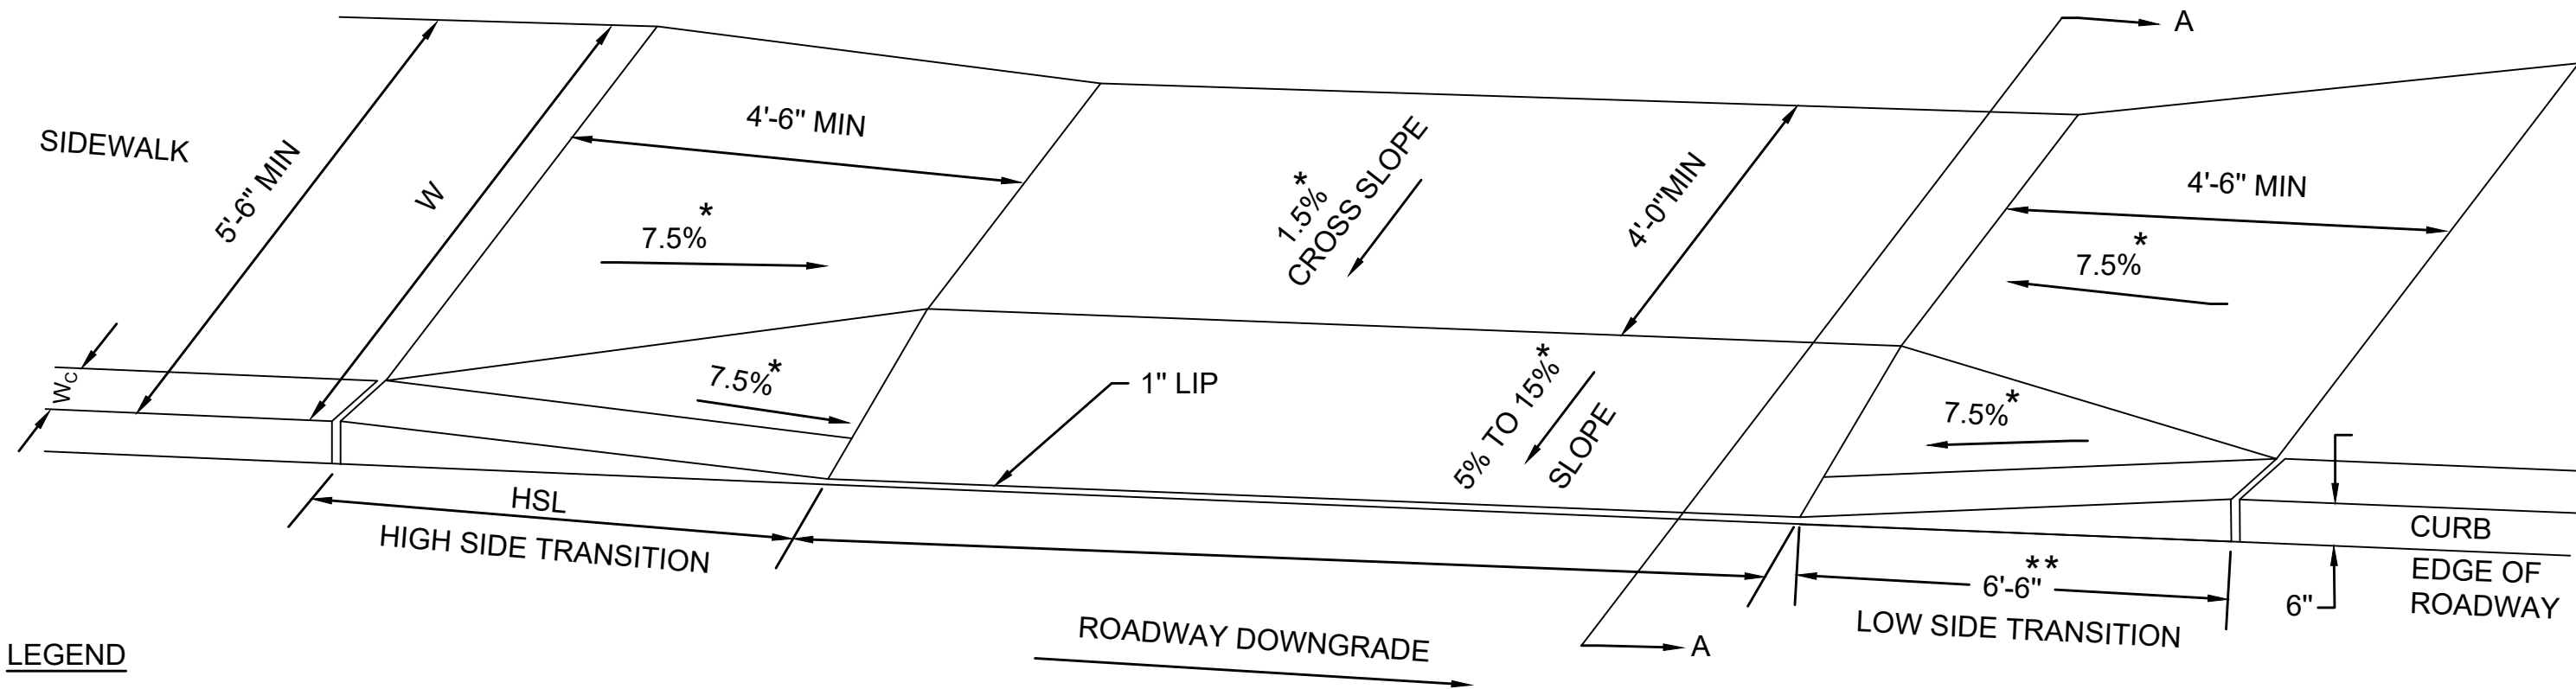 A
SIDEWALK
5'-6" MIN
W
4'-6" MIN
7.5%*
1.5%*
CROSS SLOPE
4'-0"MIN
4'-6" MIN
7.5%*
WC
7.5%*
1" LIP
5% TO 15%*
SLOPE
7.5%*
HSL
HIGH SIDE TRANSITION
**
6'-6"
LOW SIDE TRANSITION
CURB
EDGE OF
ROADWAY
6"
ROADWAY DOWNGRADE
A
LEGEND